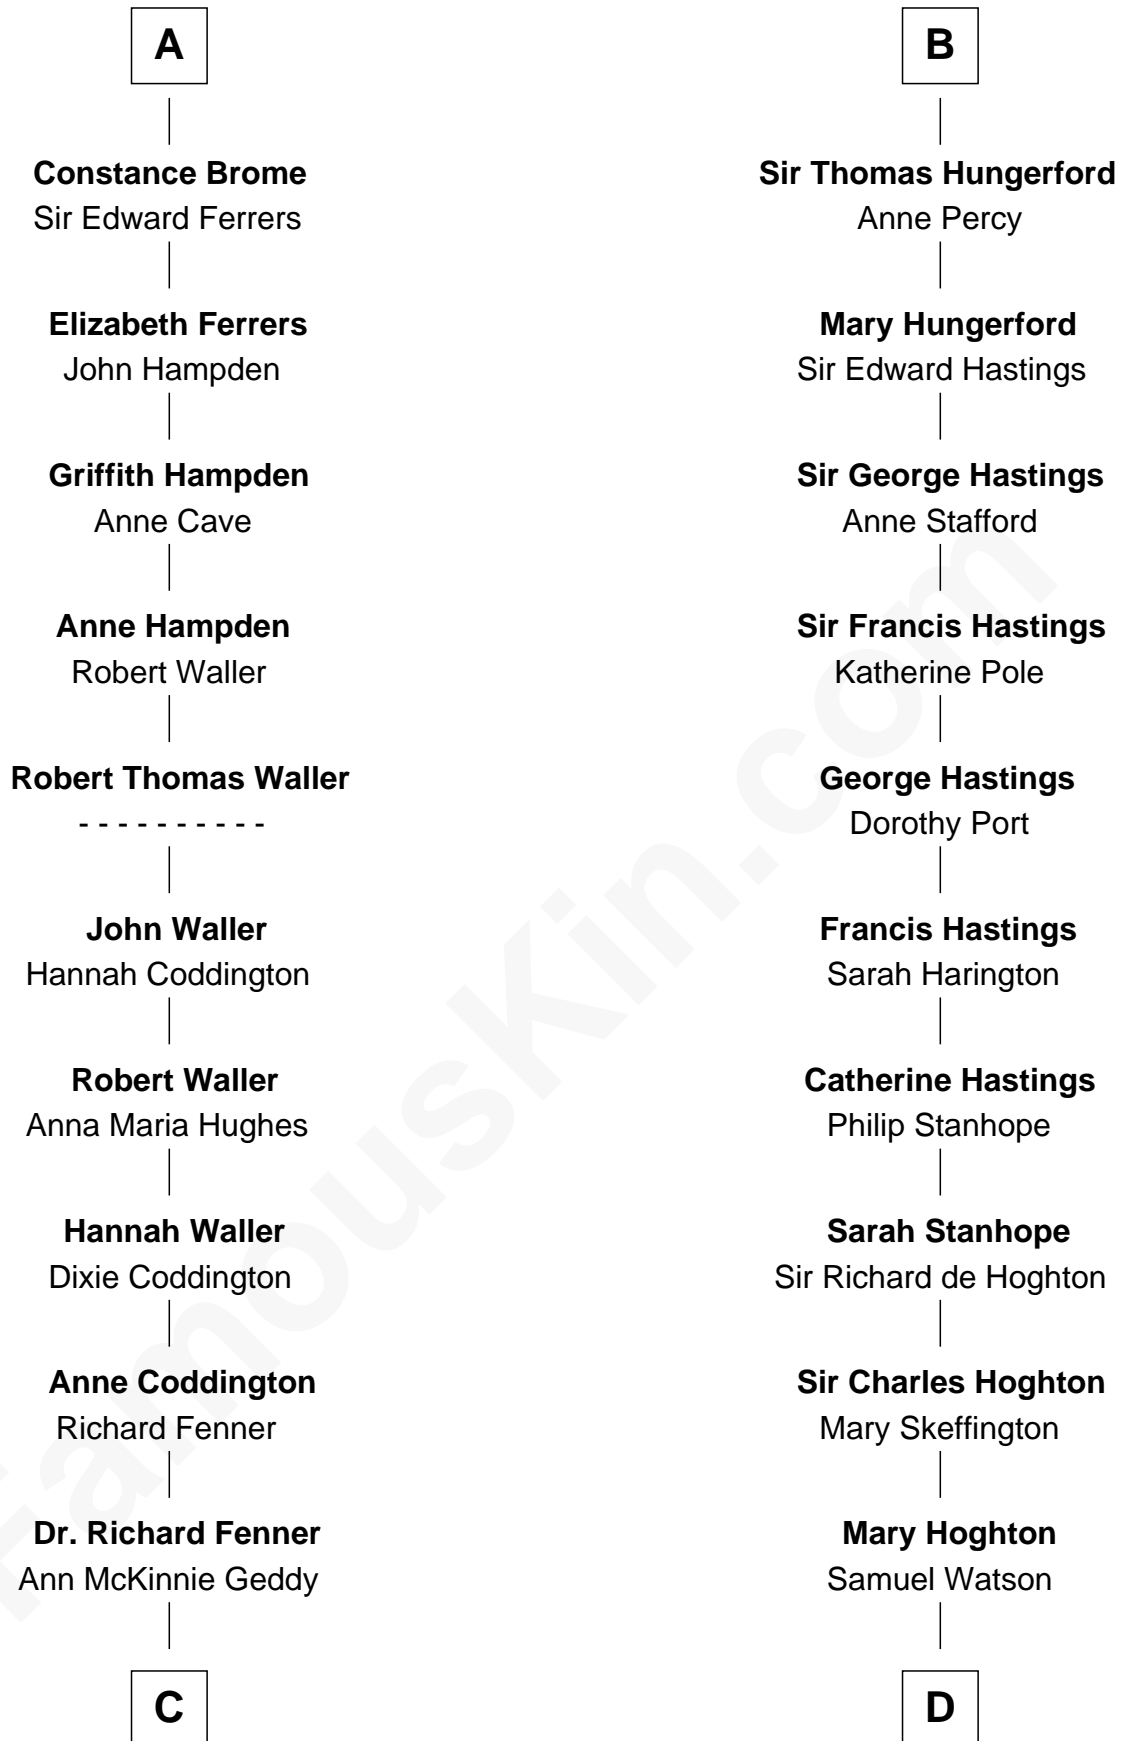 A
Constance Brome
Sir Edward Ferrers
Elizabeth Ferrers
John Hampden
Griffith Hampden
Anne Cave
Anne Hampden
Robert Waller
Robert Thomas Waller
- - - - - - - - - -
John Waller
Hannah Coddington
Robert Waller
Anna Maria Hughes
Hannah Waller
Dixie Coddington
Anne Coddington
Richard Fenner
Dr. Richard Fenner
Ann McKinnie Geddy
C
B
Sir Thomas Hungerford
Anne Percy
Mary Hungerford
Sir Edward Hastings
Sir George Hastings
Anne Stafford
Sir Francis Hastings
Katherine Pole
George Hastings
Dorothy Port
Francis Hastings
Sarah Harington
Catherine Hastings
Philip Stanhope
Sarah Stanhope
Sir Richard de Hoghton
Sir Charles Hoghton
Mary Skeffington
Mary Hoghton
Samuel Watson
D
FamousKin.com